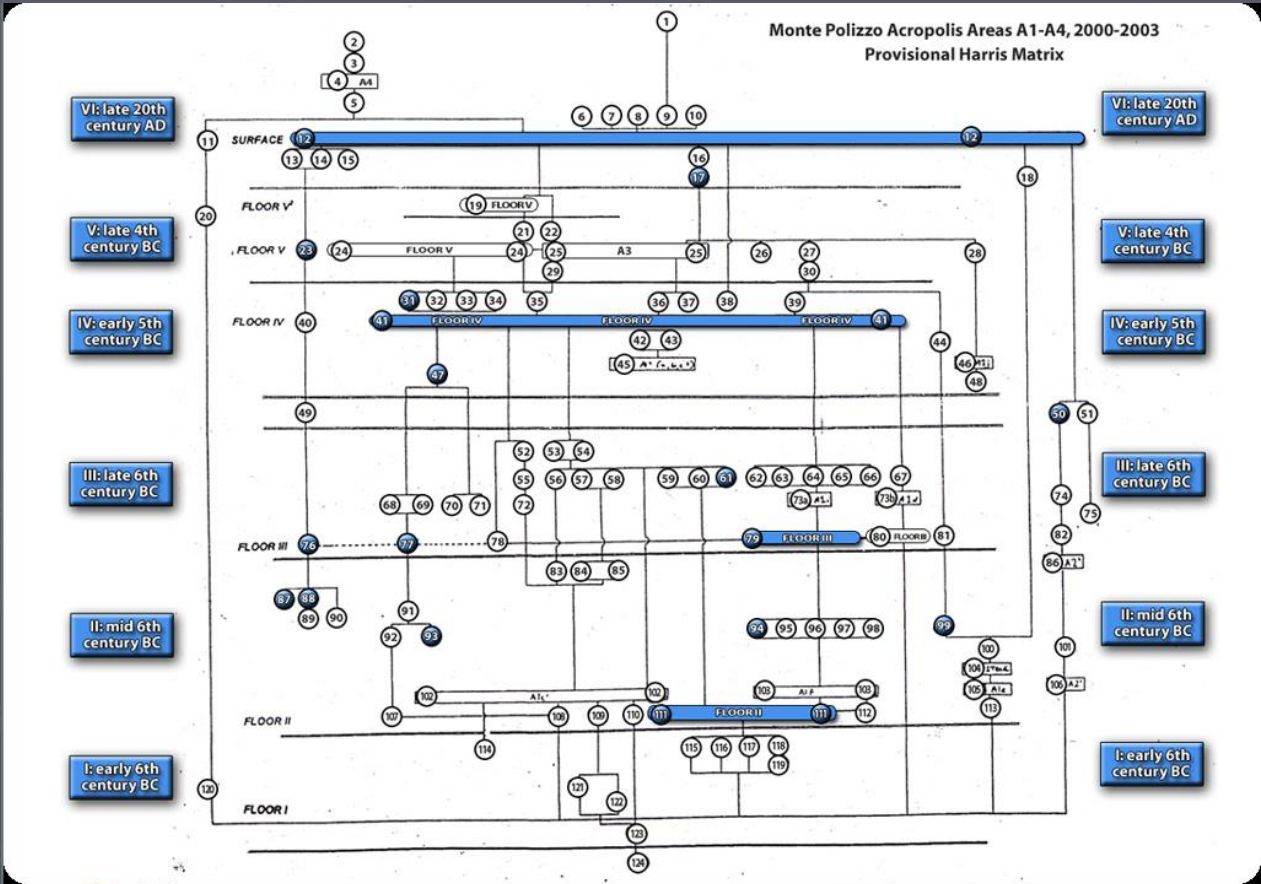 Monte Polizzo Acropolis Areas A1-A4, 2000-2003
Provisional Harris Matrix
1
2
3
4 A4
5
6 7 8 9 10
VI: late 20th
century AD
VI: late 20th
century AD
11 SURFACE 12 12
13 14 15 16
17 18
FLOOR V² 19 FLOOR V
20
21 22
V: late 4th
century BC
V: late 4th
century BC
FLOOR V 23 24 FLOOR V 24 25 A3 25 26 27 28
29 30
31 32 33 34 35 36 37 38 39
IV: early 5th
century BC
IV: early 5th
century BC
FLOOR IV 40 41 FLOOR IV FLOOR IV FLOOR IV 41
42 43 44
45 46
47 48
49 50 51
52 53 54
55 56 57 58 59 60 61 62 63 64 65 66 67
III: late 6th
century BC
III: late 6th
century BC
68 69 70 71 72 73a 73b 74
75
FLOOR III 76 77 78 79 FLOOR III 80 FLOOR III 81 82
83 84 85 86 A2'
87 88
89 90 91
II: mid 6th
century BC
II: mid 6th
century BC
92 93 94 95 96 97 98 99
100 101
102 102 103 A1f 103 104 105 A1e 106 A2'
107 108 109 110 111 FLOOR II 111 112 113
FLOOR II
114 115 116 117 118
119
I: early 6th
century BC
I: early 6th
century BC
120 121 122
FLOOR I
123
124